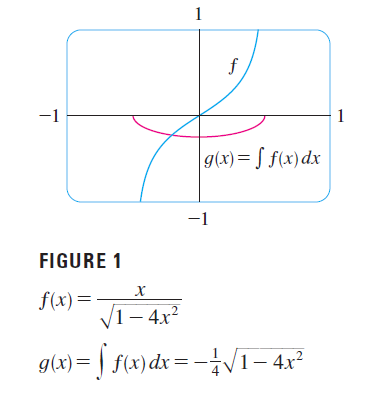 1
f
−1
1
g(x) = ∫ f(x) dx
−1
FIGURE 1
f(x) = x / √(1 − 4x²)
g(x) = ∫ f(x) dx = −¼√(1 − 4x²)